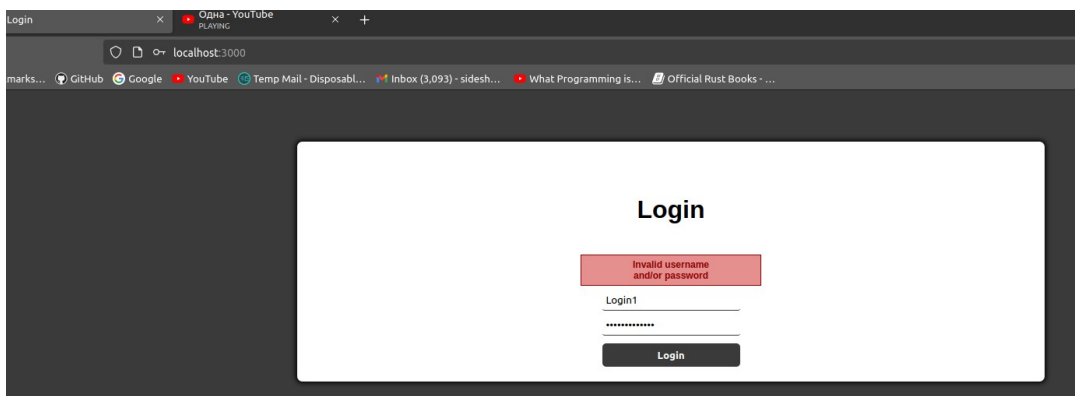 Login
Одна - YouTube
PLAYING
localhost:3000
marks... GitHub Google YouTube Temp Mail - Disposabl... Inbox (3,093) - sidesh... What Programming is... Official Rust Books - ...
Login
Invalid username
and/or password
Login1
•••••••••••••
Login